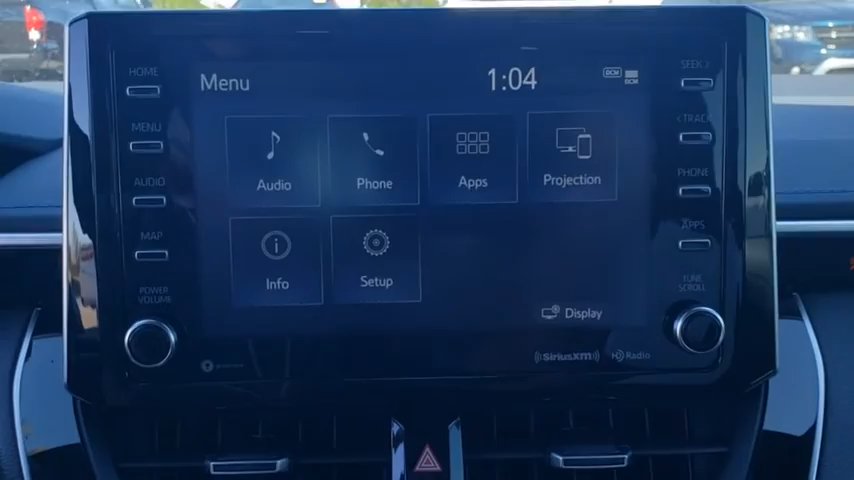 HOME
Menu
1:04
DCM
DCM
SEEK >
MENU
< TRACK
Audio
Phone
Apps
Projection
AUDIO
PHONE
MAP
APPS
Info
Setup
POWER
VOLUME
TUNE
SCROLL
Display
SiriusXM
HD Radio